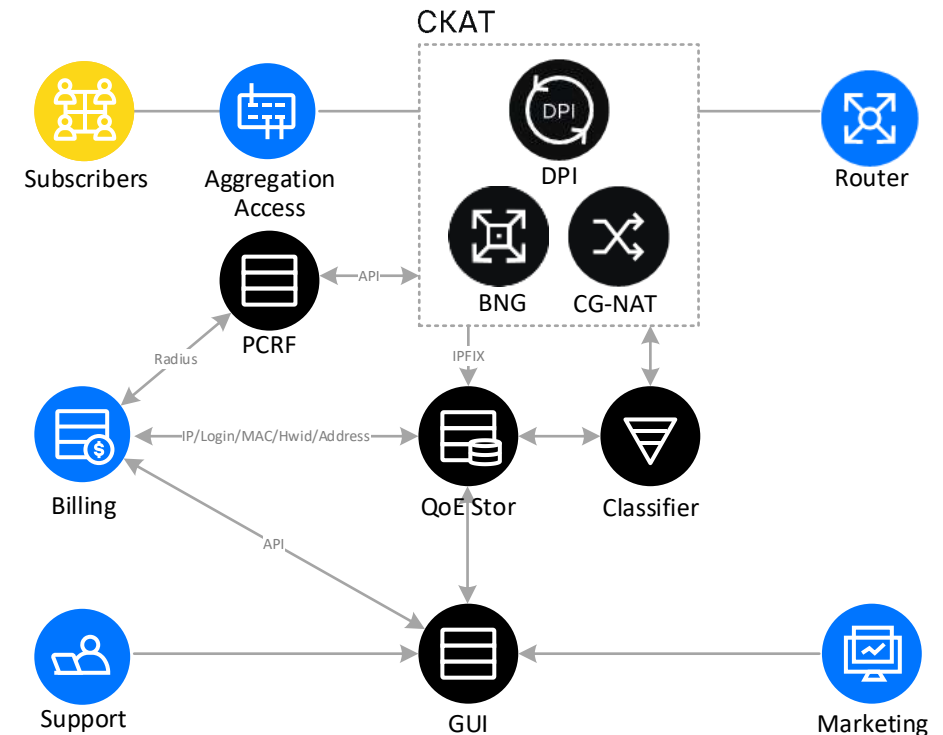 CKAT
DPI
DPI
Subscribers
Aggregation
Access
Router
BNG
CG-NAT
API
PCRF
Radius
IPFIX
IP/Login/MAC/Hwid/Address
Billing
QoE Stor
Classifier
API
Support
GUI
Marketing